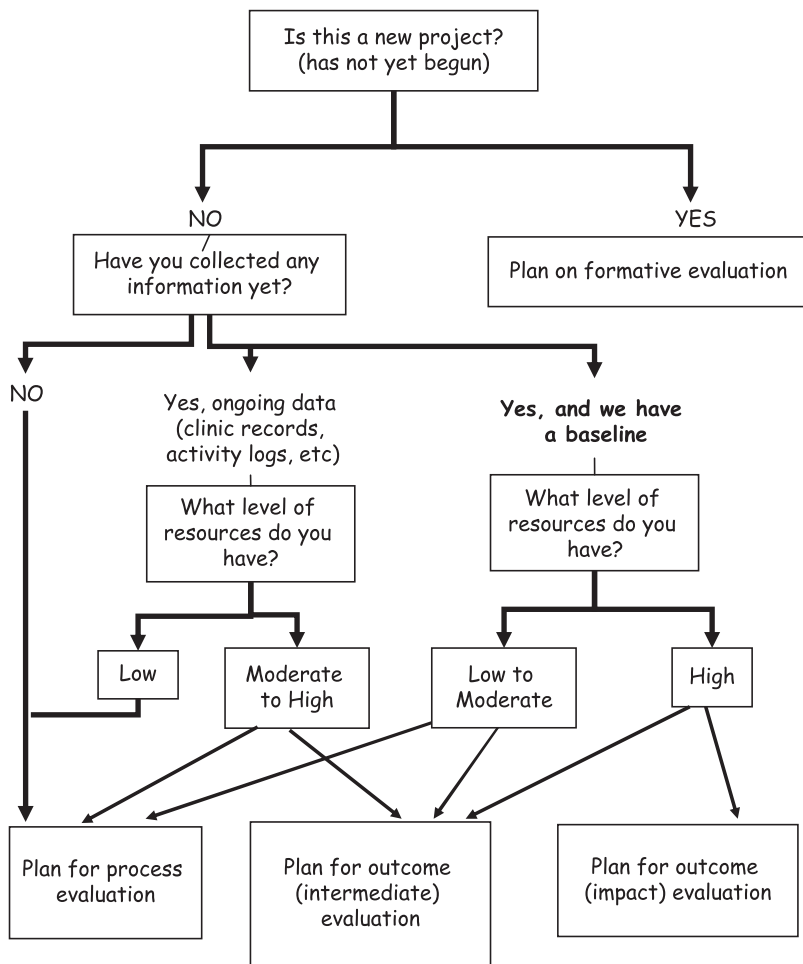 Is this a new project?
(has not yet begun)
NO
YES
Have you collected any
information yet?
Plan on formative evaluation
NO
Yes, ongoing data
(clinic records,
activity logs, etc)
Yes, and we have
a baseline
What level of
resources do you
have?
What level of
resources do you
have?
Low
Moderate
to High
Low to
Moderate
High
Plan for process
evaluation
Plan for outcome
(intermediate)
evaluation
Plan for outcome
(impact) evaluation